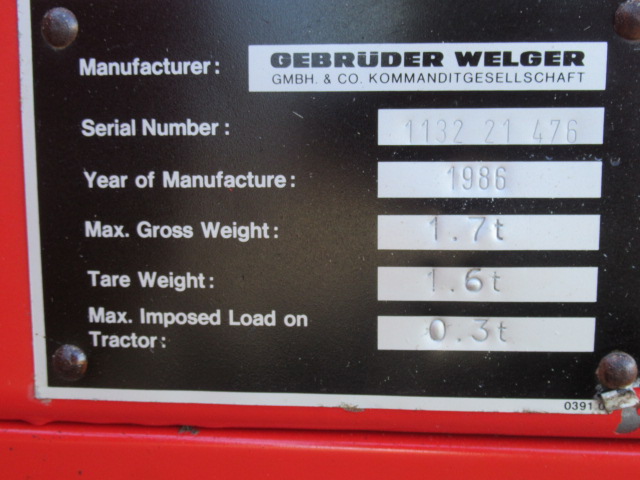 Manufacturer: GEBRÜDER WELGER
GMBH. & CO. KOMMANDITGESELLSCHAFT
Serial Number: 1132 21 476
Year of Manufacture: 1986
Max. Gross Weight: 1.7t
Tare Weight: 1.6t
Max. Imposed Load on
Tractor: 0.3t
0391